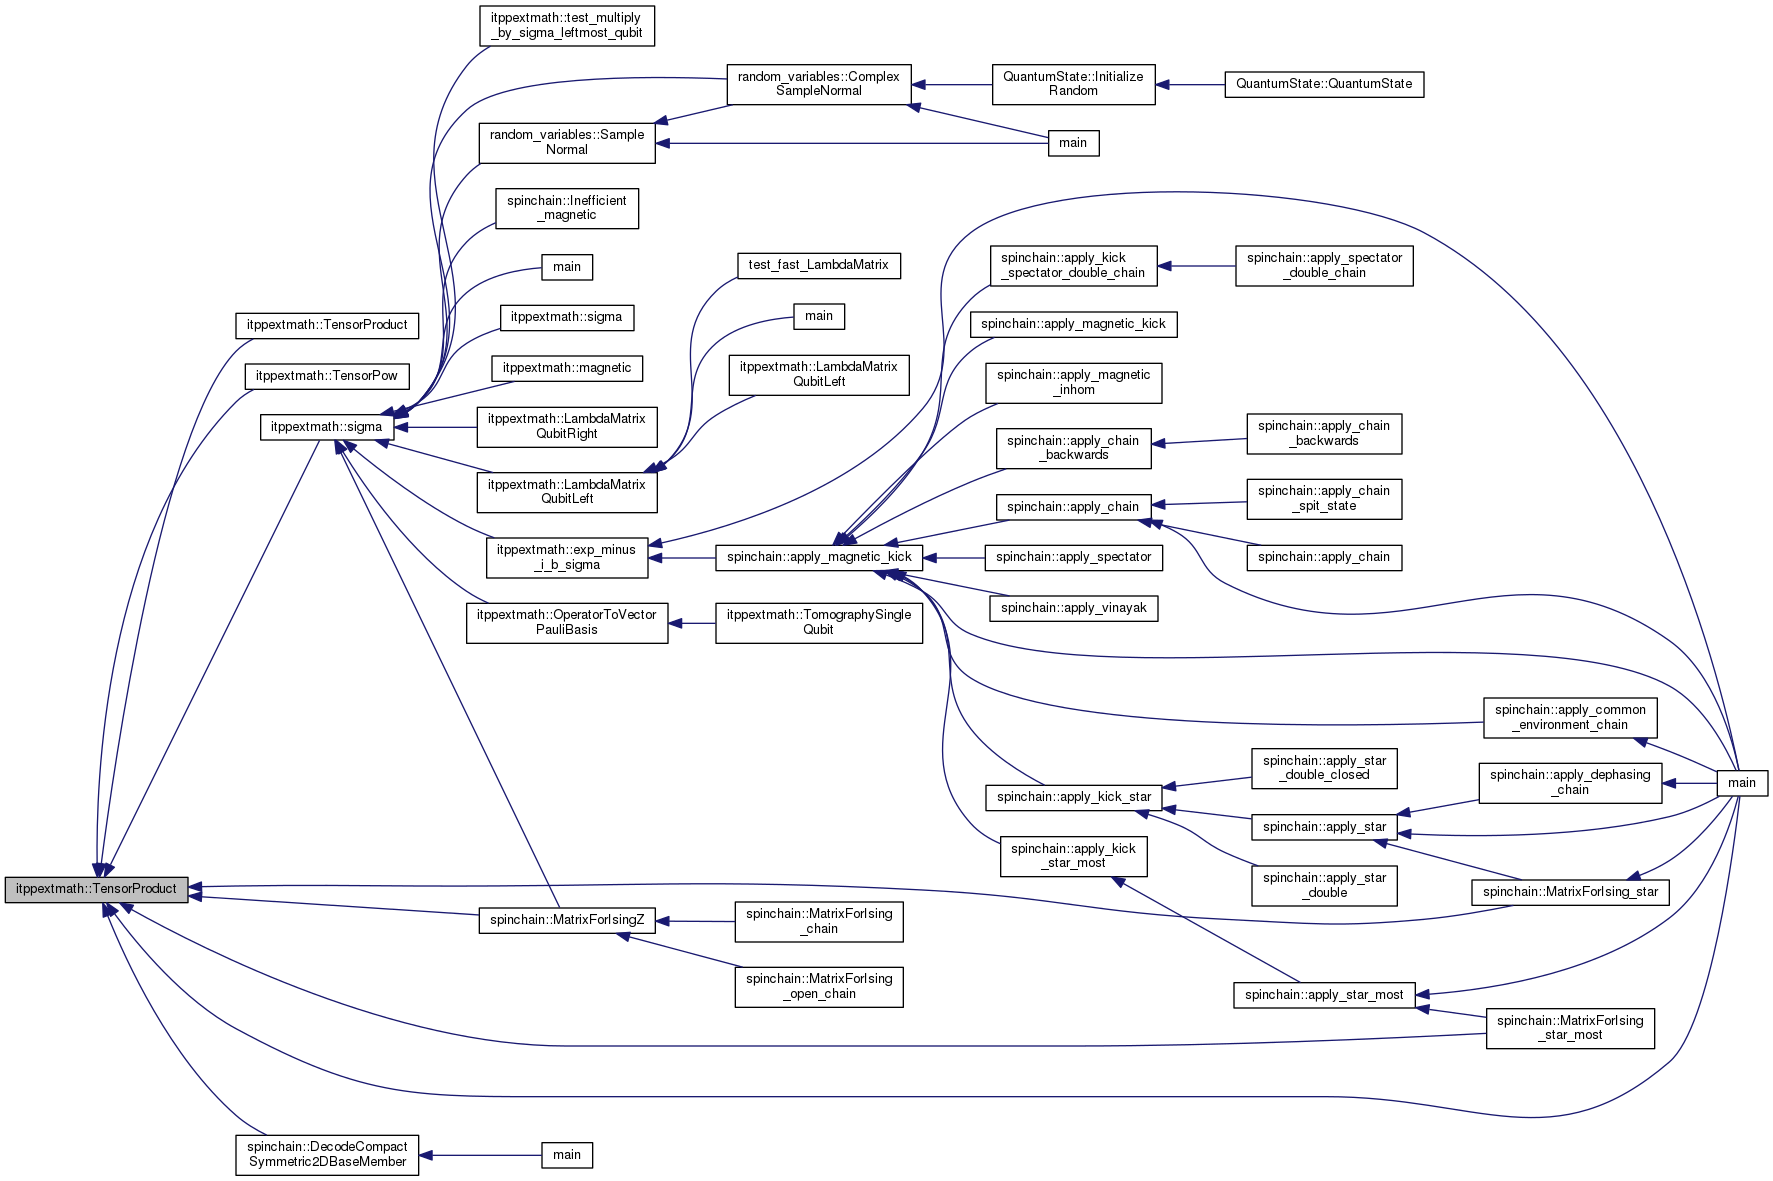 itppextmath::test_multiply
_by_sigma_leftmost_qubit
random_variables::Complex
SampleNormal
QuantumState::Initialize
Random
QuantumState::QuantumState
random_variables::Sample
Normal
main
spinchain::Inefficient
_magnetic
main
itppextmath::sigma
itppextmath::magnetic
itppextmath::LambdaMatrix
QubitRight
itppextmath::LambdaMatrix
QubitLeft
test_fast_LambdaMatrix
main
itppextmath::LambdaMatrix
QubitLeft
itppextmath::TensorProduct
itppextmath::TensorPow
itppextmath::sigma
itppextmath::exp_minus
_i_b_sigma
itppextmath::OperatorToVector
PauliBasis
itppextmath::TomographySingle
Qubit
spinchain::apply_magnetic_kick
spinchain::apply_kick
_spectator_double_chain
spinchain::apply_spectator
_double_chain
spinchain::apply_magnetic_kick
spinchain::apply_magnetic
_inhom
spinchain::apply_chain
_backwards
spinchain::apply_chain
_backwards
spinchain::apply_chain
spinchain::apply_chain
_spit_state
spinchain::apply_chain
spinchain::apply_spectator
spinchain::apply_vinayak
spinchain::apply_common
_environment_chain
spinchain::apply_kick_star
spinchain::apply_star
_double_closed
spinchain::apply_dephasing
_chain
main
spinchain::apply_star
spinchain::apply_kick
_star_most
spinchain::apply_star
_double
spinchain::MatrixForIsing_star
itppextmath::TensorProduct
spinchain::MatrixForIsingZ
spinchain::MatrixForIsing
_chain
spinchain::MatrixForIsing
_open_chain
spinchain::apply_star_most
spinchain::MatrixForIsing
_star_most
spinchain::DecodeCompact
Symmetric2DBaseMember
main